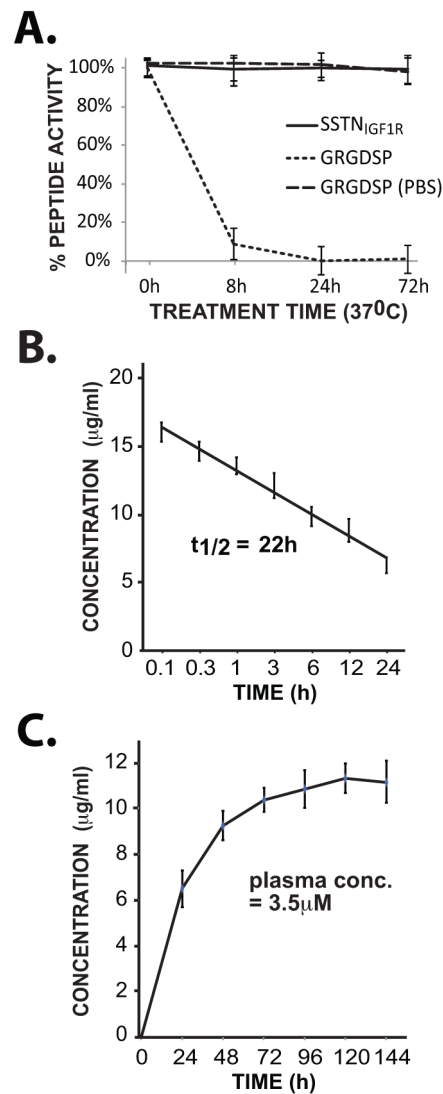 A.
% PEPTIDE ACTIVITY
100%
80%
60%
40%
20%
0%
SSTNIGF1R
GRGDSP
GRGDSP (PBS)
0h 8h 24h 72h
TREATMENT TIME (37⁰C)
B.
CONCENTRATION (µg/ml)
20
15
10
5
0
t1/2 = 22h
0.1 0.3 1 3 6 12 24
TIME (h)
C.
CONCENTRATION (µg/ml)
12
10
8
6
4
2
0
plasma conc.
= 3.5µM
0 24 48 72 96 120 144
TIME (h)